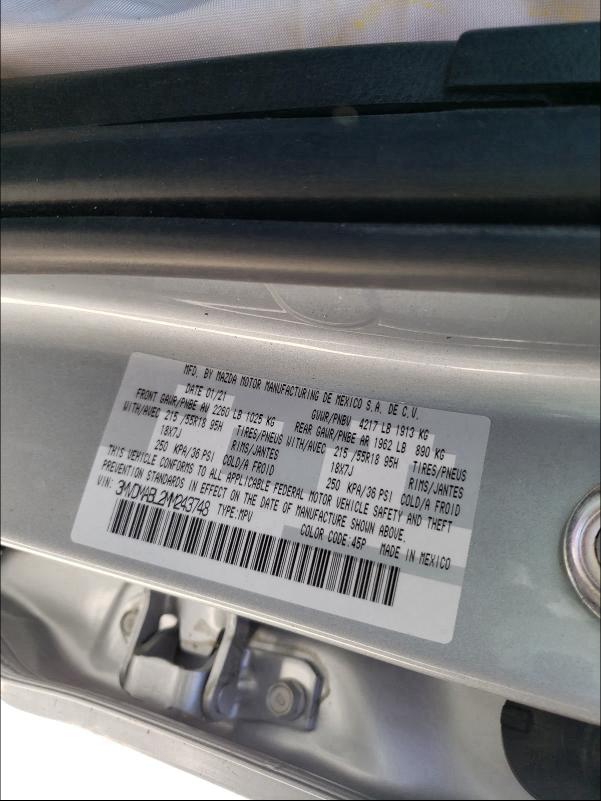 MFD. BY MAZDA MOTOR MANUFACTURING DE MEXICO S.A. DE C.V.
DATE 01/21 GVWR/PNBV 4217 LB 1913 KG
FRONT GAWR/PNBE AV 2260 LB 1025 KG REAR GAWR/PNBE AR 1962 LB 890 KG
WITH/AVEC 215 /55R18 95H TIRES/PNEUS WITH/AVEC 215 /55R18 95H TIRES/PNEUS
18X7J RIMS/JANTES 18X7J RIMS/JANTES
250 KPA/36 PSI COLD/A FROID 250 KPA/36 PSI COLD/A FROID
THIS VEHICLE CONFORMS TO ALL APPLICABLE FEDERAL MOTOR VEHICLE SAFETY AND THEFT
PREVENTION STANDARDS IN EFFECT ON THE DATE OF MANUFACTURE SHOWN ABOVE.
VIN: TYPE:MPV COLOR CODE:45P MADE IN MEXICO